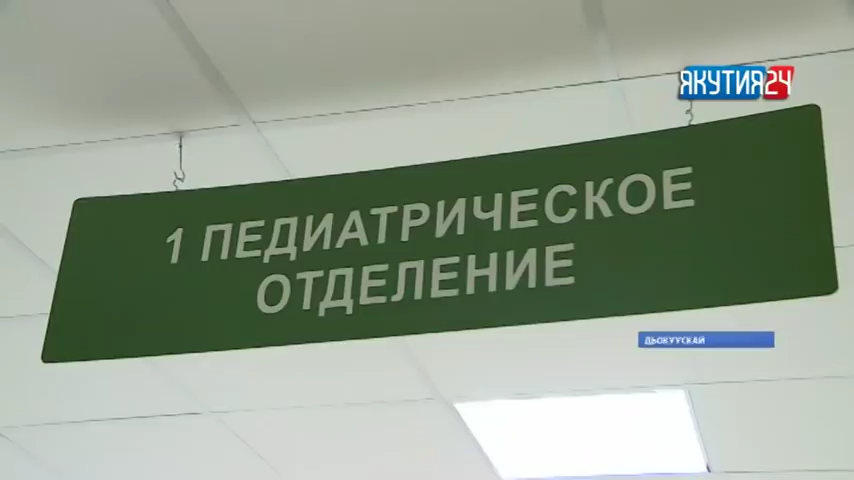 ЯКУТИЯ24
1 ПЕДИАТРИЧЕСКОЕ
ОТДЕЛЕНИЕ
ДЬОКУУСКАЙ